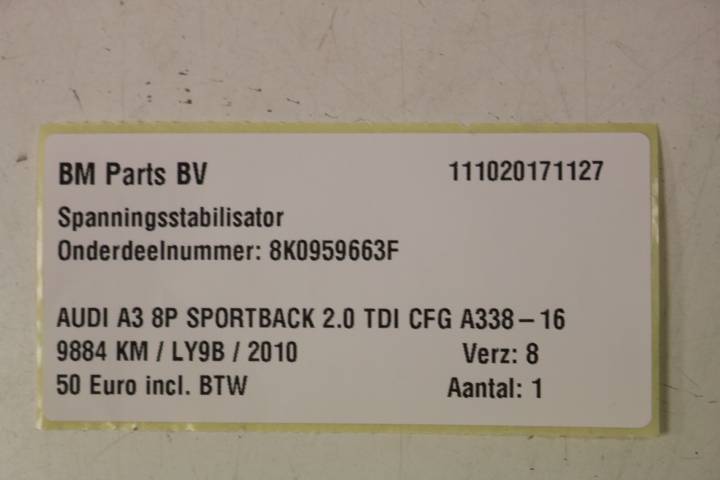 BM Parts BV 111020171127
Spanningsstabilisator
Onderdeelnummer: 8K0959663F
AUDI A3 8P SPORTBACK 2.0 TDI CFG A338-16
9884 KM / LY9B / 2010 Verz: 8
50 Euro incl. BTW Aantal: 1